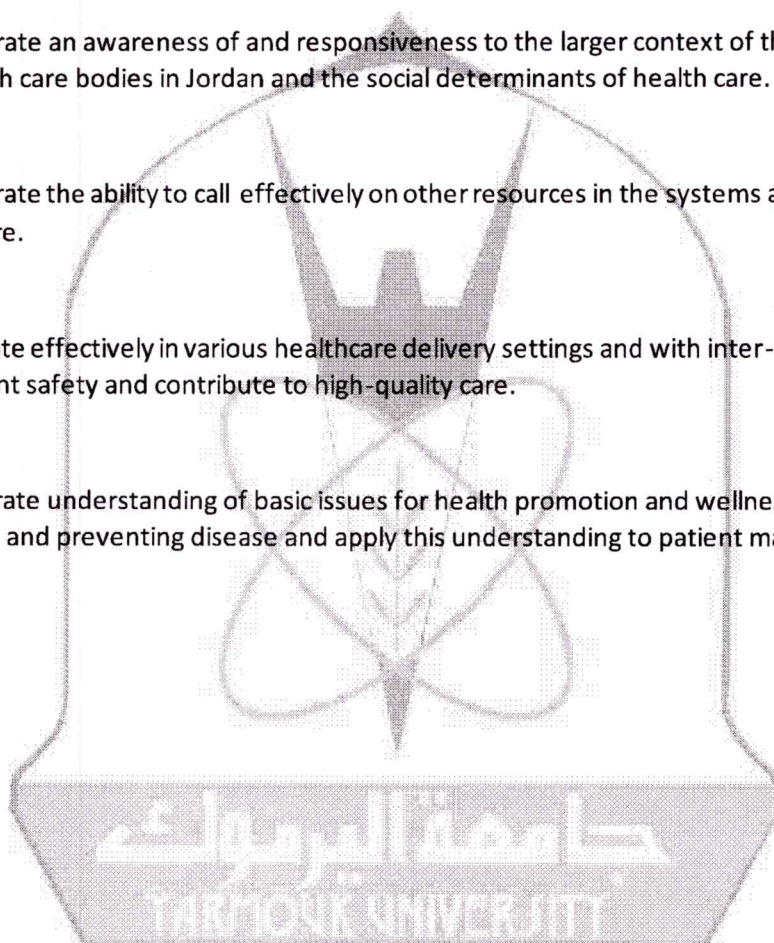 rate an awareness of and responsiveness to the larger context of th
h care bodies in Jordan and the social determinants of health care.
rate the ability to call effectively on other resources in the systems a
re.
te effectively in various healthcare delivery settings and with inter-
nt safety and contribute to high-quality care.
rate understanding of basic issues for health promotion and wellne
and preventing disease and apply this understanding to patient ma
جامعة اليرموك
YARMOUK UNIVERSITY